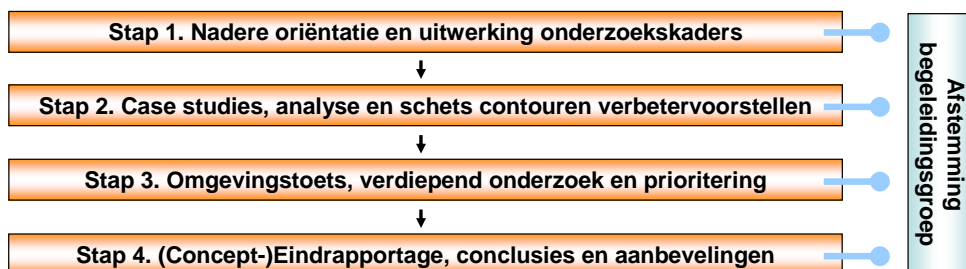 Stap 1. Nadere oriëntatie en uitwerking onderzoekskaders
Stap 2. Case studies, analyse en schets contouren verbetervoorstellen
Stap 3. Omgevingstoets, verdiepend onderzoek en prioritering
Stap 4. (Concept-)Eindrapportage, conclusies en aanbevelingen
Afstemming
begeleidingsgroep